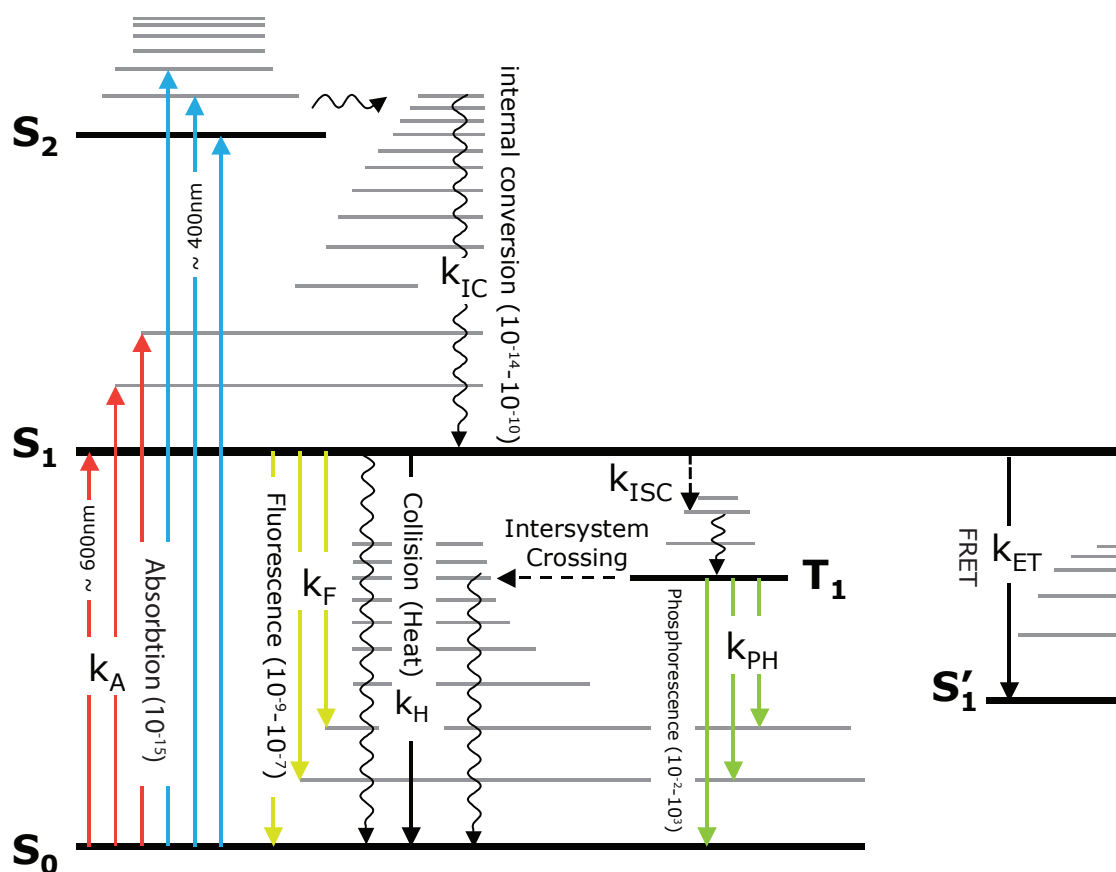 S2
~ 400nm
internal conversion (10-14-10-10)
kIC
S1
~ 600nm
kA
Absorbtion (10-15)
Fluorescence (10-9-10-7)
kF
Collision (Heat)
kH
kISC
Intersystem
Crossing
T1
Phosphorescence (10-2-103)
kPH
FRET
kET
S'1
S0